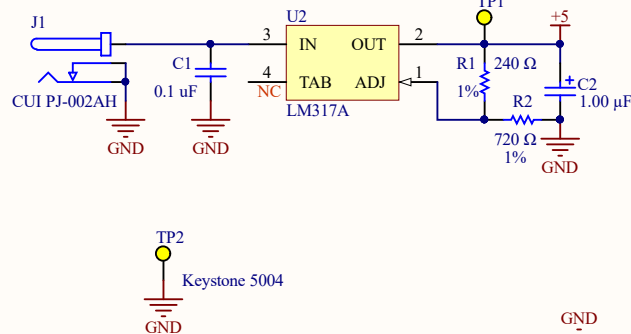 TP1
J1
U2
+5
3
IN
OUT
2
C1
0.1 uF
4
TAB
ADJ
1
NC
R1
240 Ω
1%
R2
C2
1.00 µF
CUI PJ-002AH
LM317A
720 Ω
1%
GND
GND
GND
TP2
Keystone 5004
GND
GND